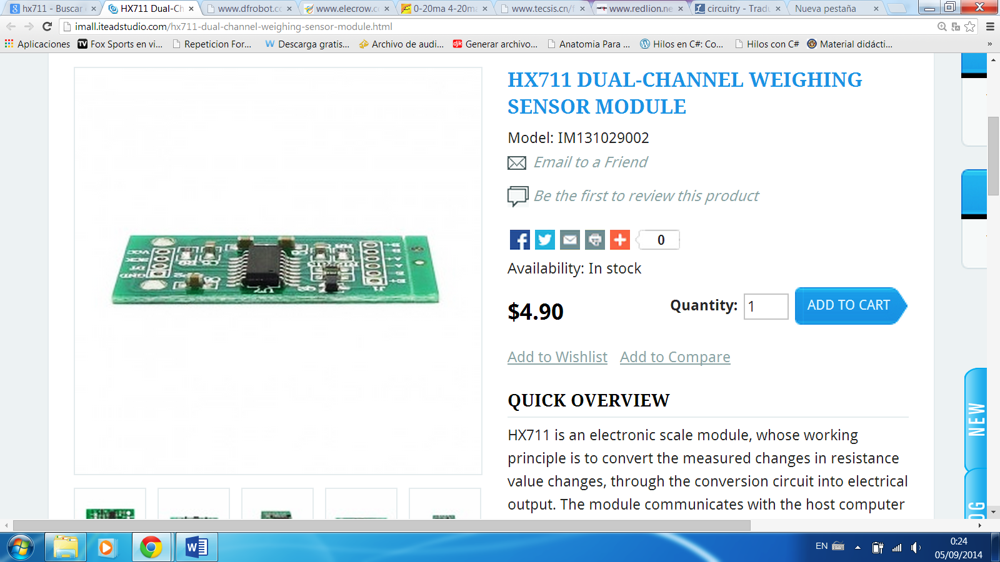 hx711 - Buscar
HX711 Dual-Ch
www.dfrobot.co
www.elecrow.c
0-20ma 4-20m
www.tecsis.cn/f
www.redlion.ne
circuitry - Tradu
Nueva pestaña
imall.iteadstudio.com/hx711-dual-channel-weighing-sensor-module.html
Aplicaciones
Fox Sports en vi...
Repeticion For...
Descarga gratis...
Archivo de audi...
Generar archivo...
Anatomia Para ...
Hilos en C#: Co...
Hilos con C#
Material didácti...
»
HX711 DUAL-CHANNEL WEIGHING
SENSOR MODULE
Model: IM131029002
Email to a Friend
Be the first to review this product
0
Availability: In stock
$4.90
Quantity:
1
ADD TO CART
Add to Wishlist
Add to Compare
QUICK OVERVIEW
HX711 is an electronic scale module, whose working
principle is to convert the measured changes in resistance
value changes, through the conversion circuit into electrical
output. The module communicates with the host computer
VCC
SCK
DT
GND
J1
NEW
OG
EN
0:24
05/09/2014